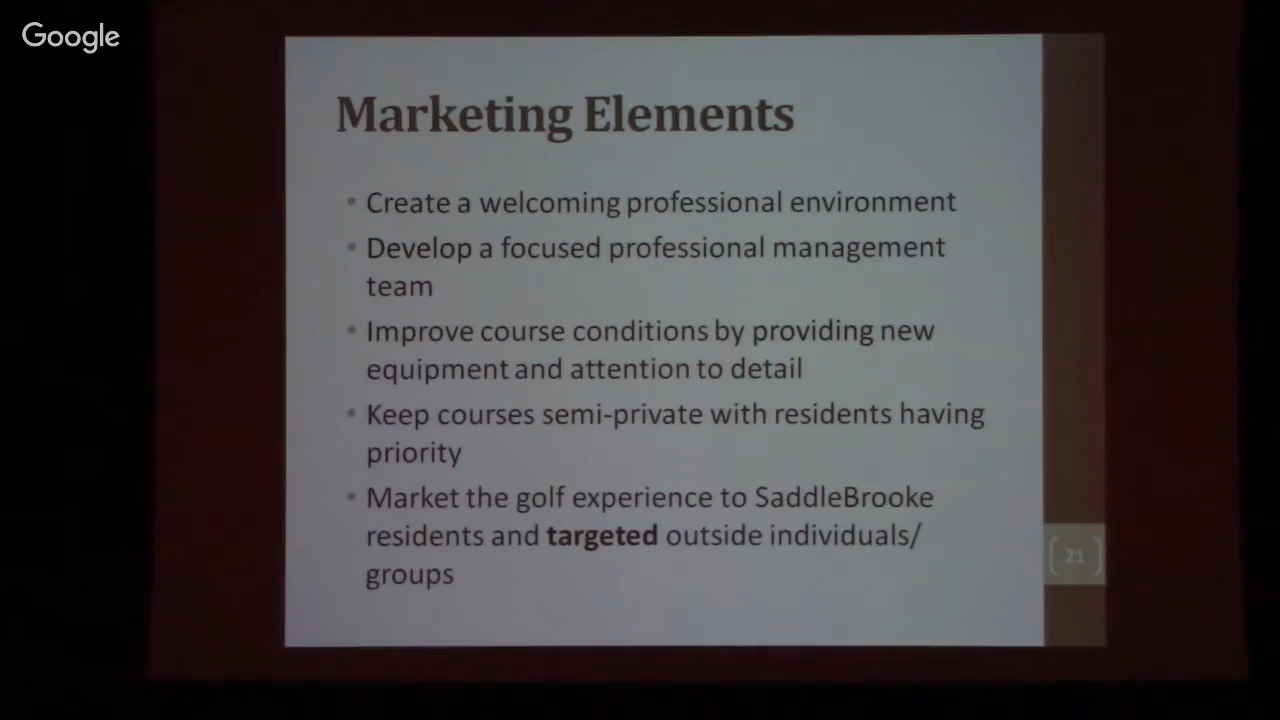 Google
Marketing Elements
• Create a welcoming professional environment
• Develop a focused professional management
team
• Improve course conditions by providing new
equipment and attention to detail
• Keep courses semi-private with residents having
priority
• Market the golf experience to SaddleBrooke
residents and targeted outside individuals/
groups
[ 21 ]